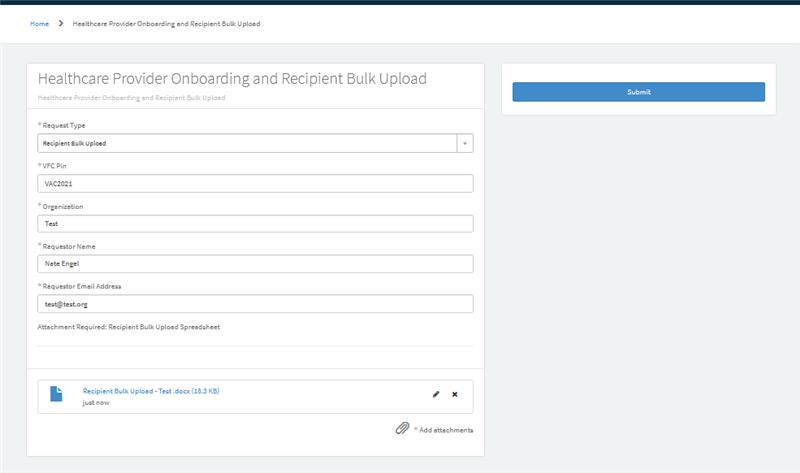 Home > Healthcare Provider Onboarding and Recipient Bulk Upload
Healthcare Provider Onboarding and Recipient Bulk Upload
Healthcare Provider Onboarding and Recipient Bulk Upload
Submit
* Request Type
Recipient Bulk Upload
* VFC Pin
VAC2021
* Organization
Test
* Requestor Name
Nate Engel
* Requestor Email Address
test@test.org
Attachment Required: Recipient Bulk Upload Spreadsheet
Recipient Bulk Upload - Test .docx (18.3 KB)
just now
* Add attachments